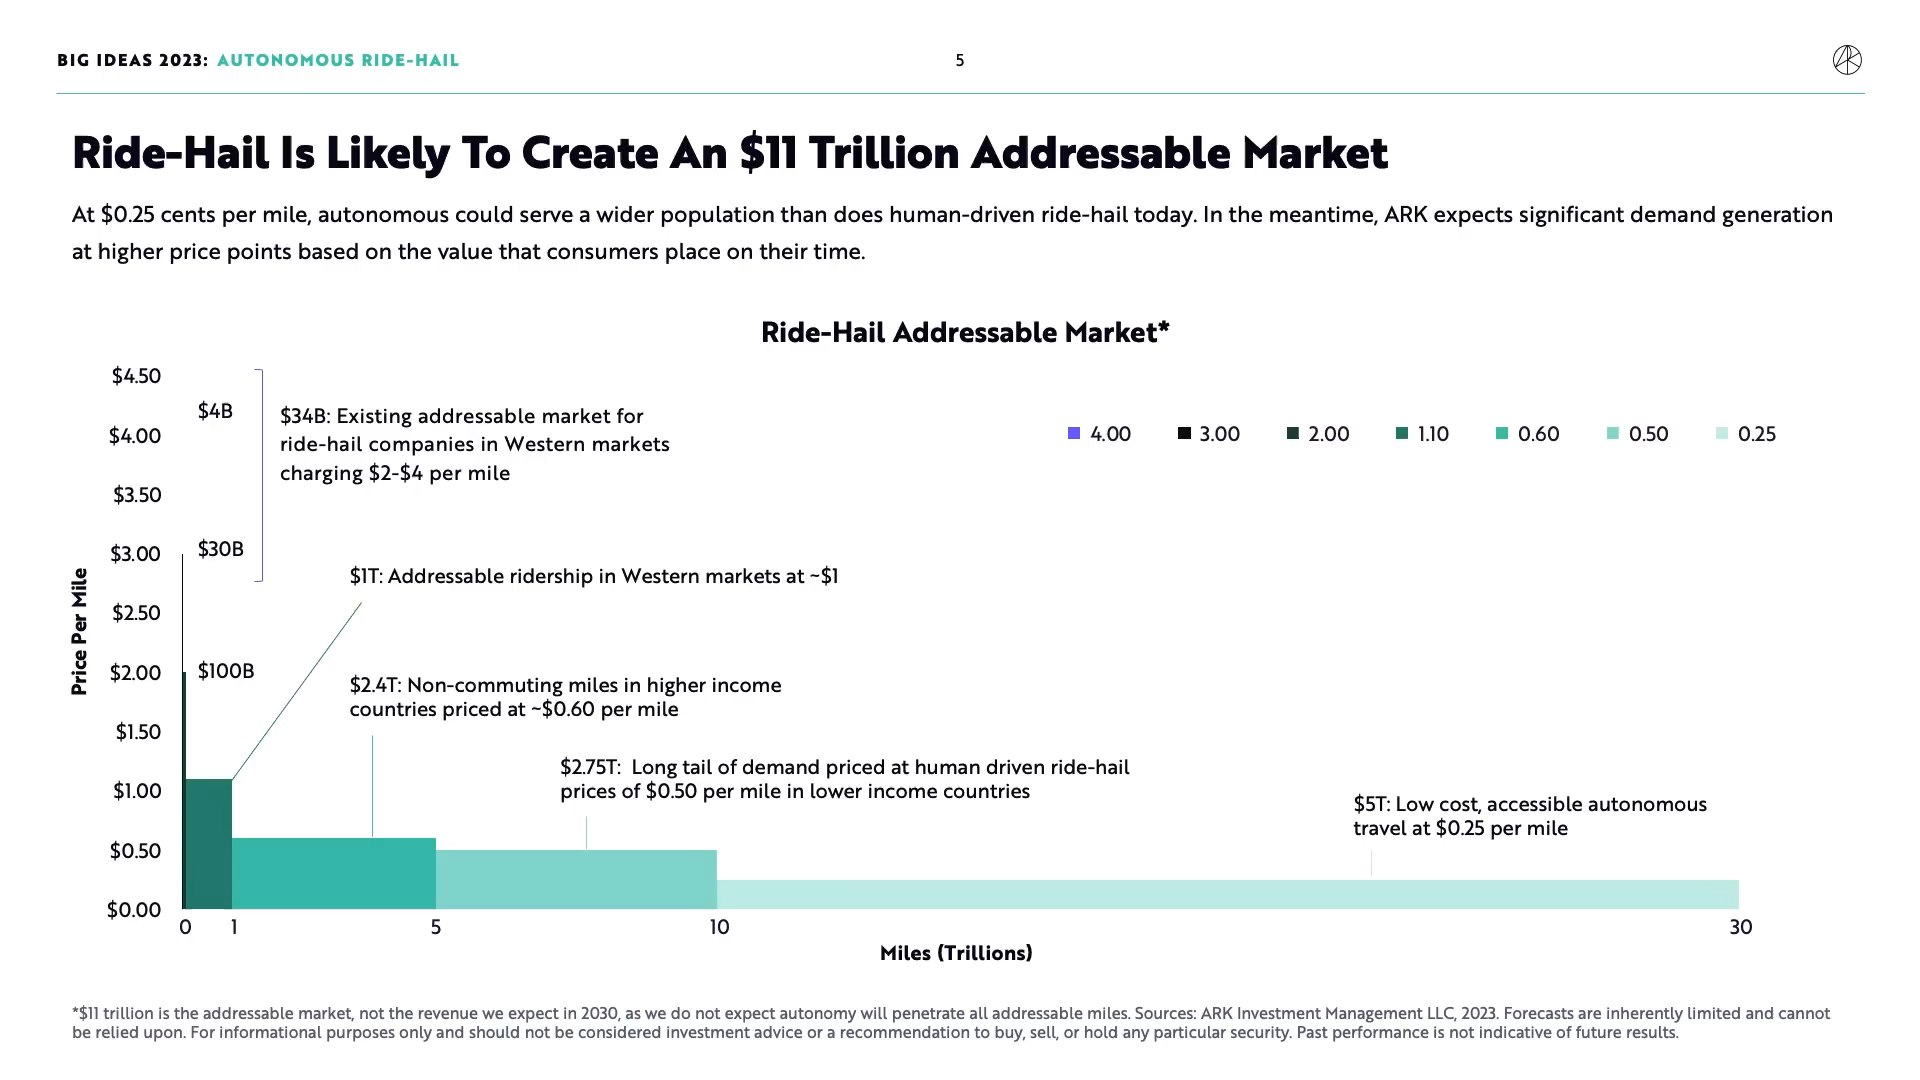 BIG IDEAS 2023: AUTONOMOUS RIDE-HAIL
5
Ride-Hail Is Likely To Create An $11 Trillion Addressable Market
At $0.25 cents per mile, autonomous could serve a wider population than does human-driven ride-hail today. In the meantime, ARK expects significant demand generation
at higher price points based on the value that consumers place on their time.
Ride-Hail Addressable Market*
$4.50
$4.00
$3.50
$3.00
$2.50
$2.00
$1.50
$1.00
$0.50
$0.00
Price Per Mile
$4B
$30B
$100B
$34B: Existing addressable market for
ride-hail companies in Western markets
charging $2-$4 per mile
4.00
3.00
2.00
1.10
0.60
0.50
0.25
$1T: Addressable ridership in Western markets at ~$1
$2.4T: Non-commuting miles in higher income
countries priced at ~$0.60 per mile
$2.75T: Long tail of demand priced at human driven ride-hail
prices of $0.50 per mile in lower income countries
$5T: Low cost, accessible autonomous
travel at $0.25 per mile
0
1
5
10
30
Miles (Trillions)
*$11 trillion is the addressable market, not the revenue we expect in 2030, as we do not expect autonomy will penetrate all addressable miles. Sources: ARK Investment Management LLC, 2023. Forecasts are inherently limited and cannot
be relied upon. For informational purposes only and should not be considered investment advice or a recommendation to buy, sell, or hold any particular security. Past performance is not indicative of future results.